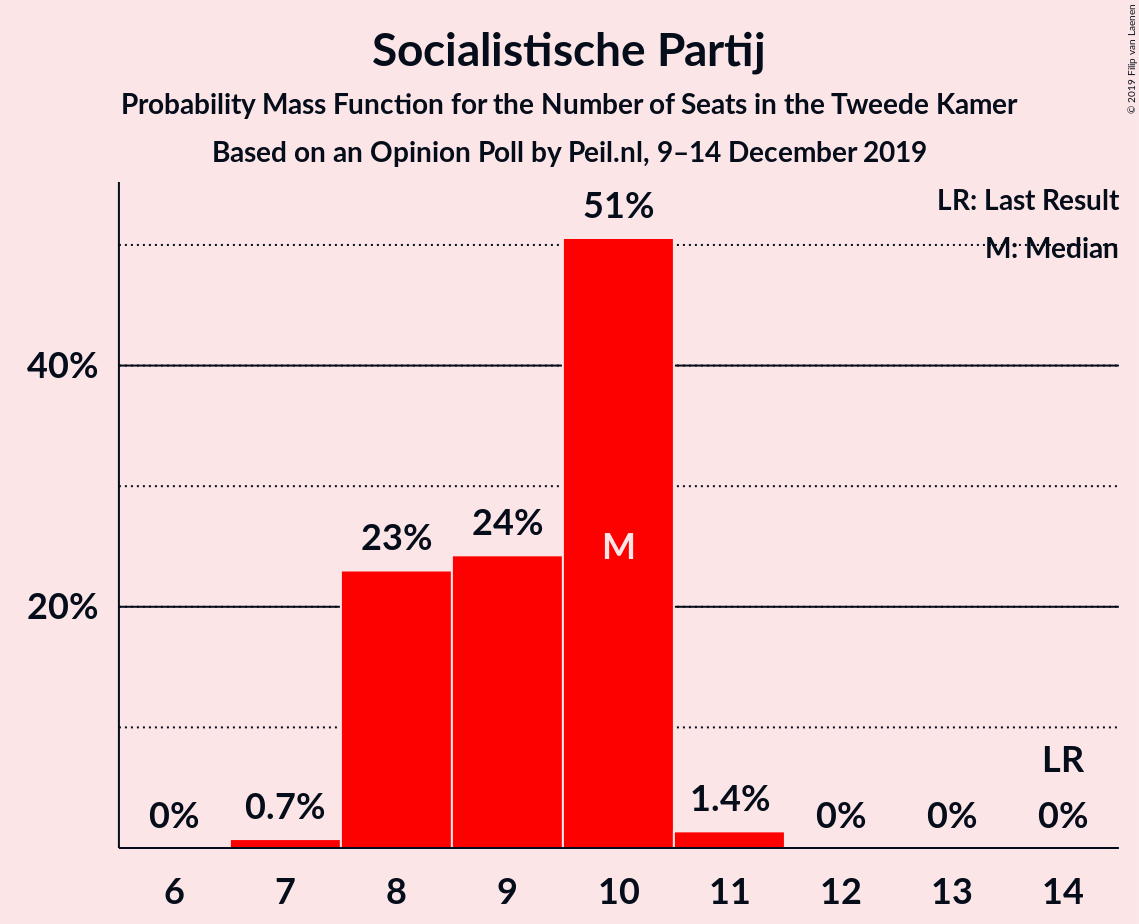 Socialistische Partij
Probability Mass Function for the Number of Seats in the Tweede Kamer
Based on an Opinion Poll by Peil.nl, 9–14 December 2019
© 2019 Filip van Laenen
LR: Last Result
M: Median
51%
40%
24%
23%
M
20%
LR
0%
0.7%
1.4%
0%
0%
0%
6
7
8
9
10
11
12
13
14